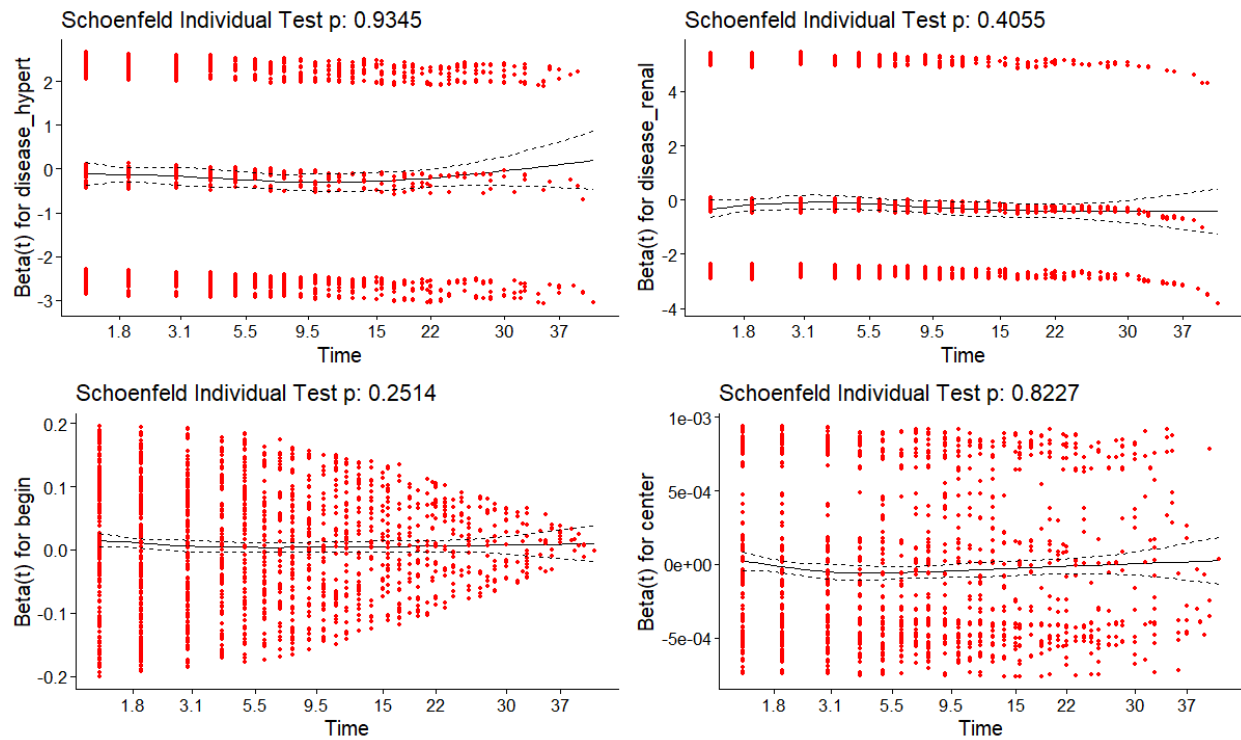 Schoenfeld Individual Test p: 0.9345
Beta(t) for disease_hypert
2
1
0
-1
-2
-3
1.8 3.1 5.5 9.5 15 22 30 37
Time
Schoenfeld Individual Test p: 0.4055
Beta(t) for disease_renal
4
2
0
-2
-4
1.8 3.1 5.5 9.5 15 22 30 37
Time
Schoenfeld Individual Test p: 0.2514
Beta(t) for begin
0.2
0.1
0.0
-0.1
-0.2
1.8 3.1 5.5 9.5 15 22 30 37
Time
Schoenfeld Individual Test p: 0.8227
Beta(t) for center
1e-03
5e-04
0e+00
-5e-04
1.8 3.1 5.5 9.5 15 22 30 37
Time